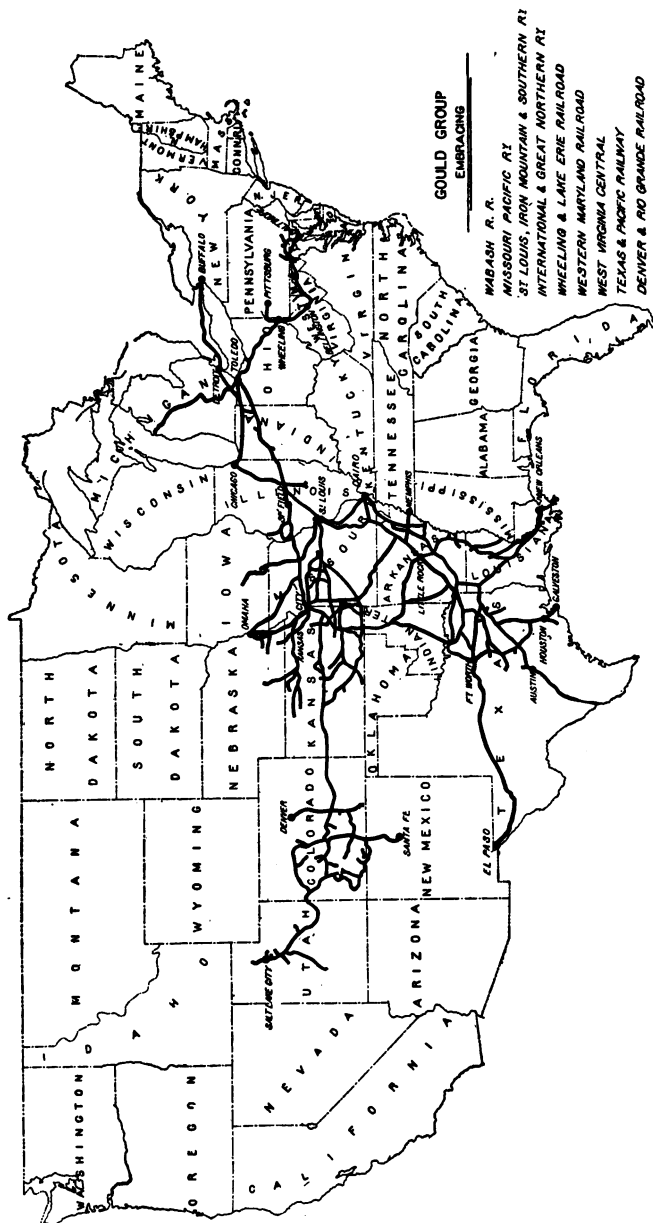 WASHINGTON
OREGON
CALIFORNIA
NEVADA
IDAHO
MONTANA
WYOMING
UTAH
SALT LAKE CITY
ARIZONA
COLORADO
DENVER
NEW MEXICO
SANTA FE
EL PASO
NORTH
DAKOTA
SOUTH
DAKOTA
NEBRASKA
KANSAS
OKLAHOMA
INDIAN
TER
TEXAS
FT WORTH
AUSTIN
HOUSTON
GALVESTON
MINNESOTA
IOWA
OMAHA
KANSAS
CITY
MISSOURI
ST LOUIS
ARKANSAS
LITTLE ROCK
LOUISIANA
NEW ORLEANS
WISCONSIN
ILLINOIS
CHICAGO
CAIRO
MEMPHIS
MISSISSIPPI
MICHIGAN
DETROIT
TOLEDO
INDIANA
OHIO
KENTUCKY
TENNESSEE
ALABAMA
GEORGIA
FLORIDA
SOUTH
CAROLINA
NORTH
CAROLINA
VIRGINIA
WHEELING
PITTSBURG
PENNSYLVANIA
BUFFALO
NEW YORK
VERMONT
N
HAMPSHIRE
MASS
CONN
MAINE
GOULD GROUP
EMBRACING
WABASH R. R.
MISSOURI PACIFIC RY
ST LOUIS, IRON MOUNTAIN & SOUTHERN RY
INTERNATIONAL & GREAT NORTHERN RY
WHEELING & LAKE ERIE RAILROAD
WESTERN MARYLAND RAILROAD
WEST VIRGINIA CENTRAL
TEXAS & PACIFIC RAILWAY
DENVER & RIO GRANDE RAILROAD